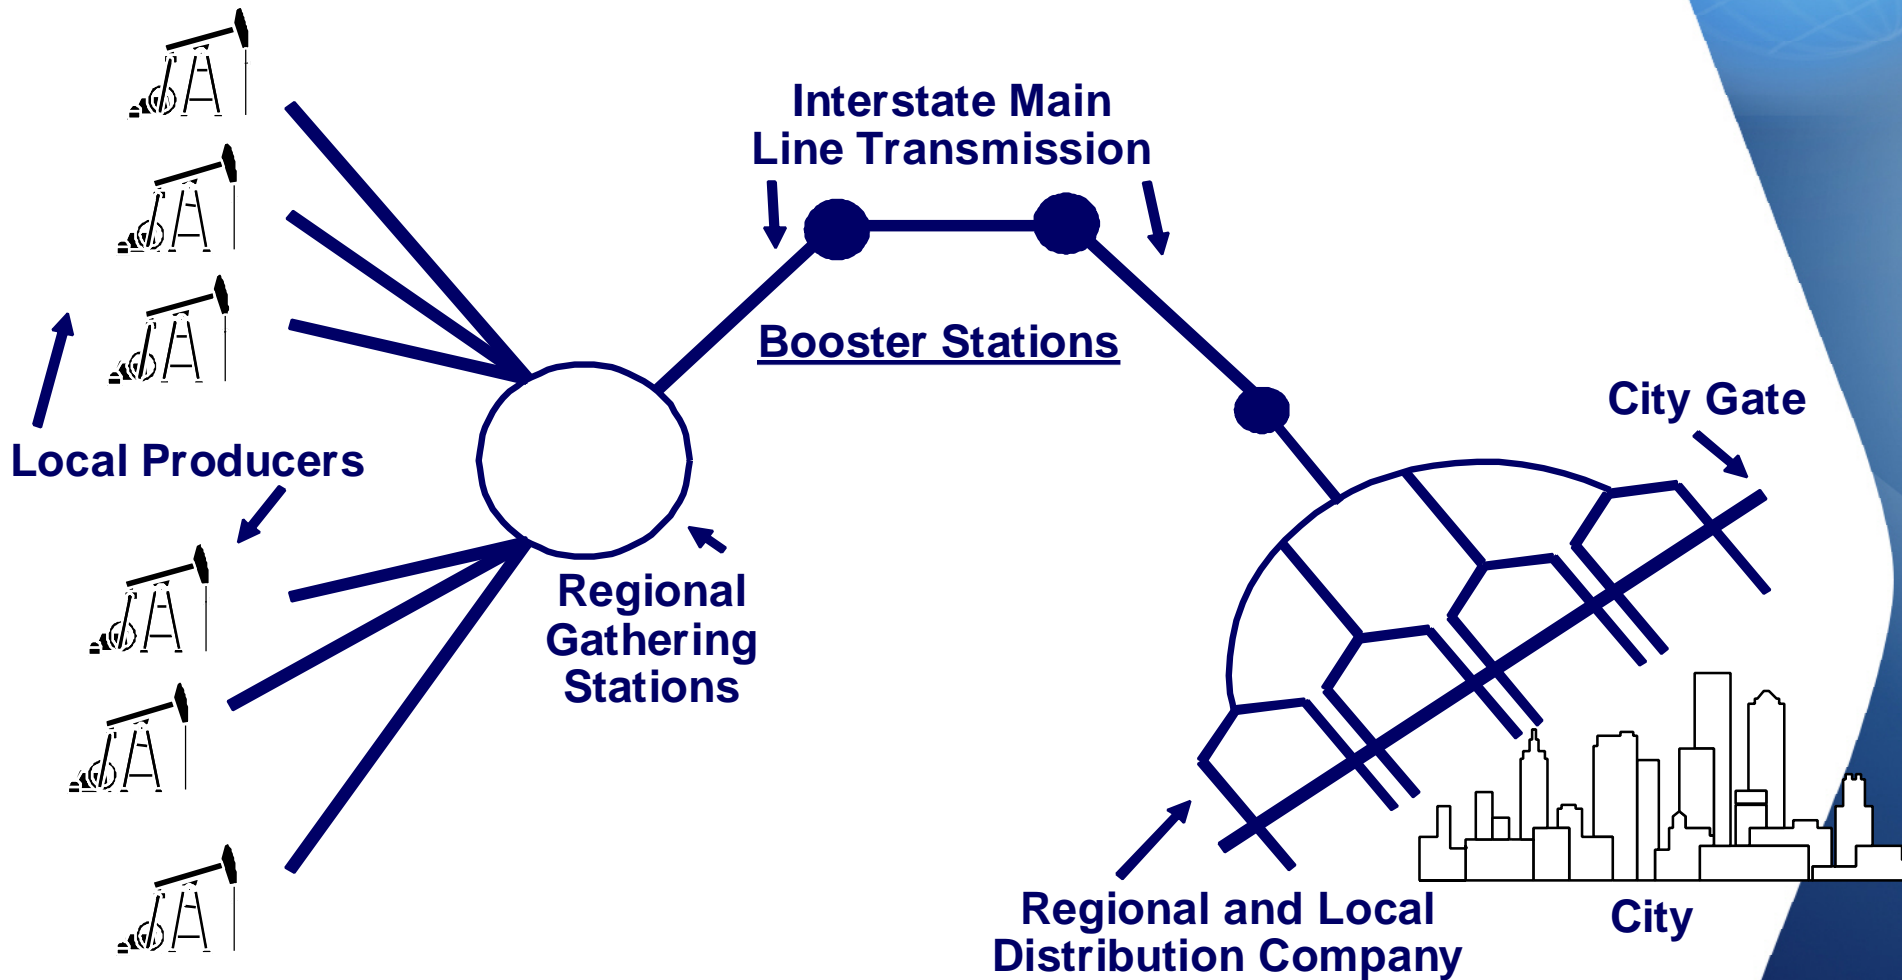 Interstate Main
Line Transmission
Booster Stations
City Gate
Local Producers
Regional
Gathering
Stations
Regional and Local
Distribution Company
City